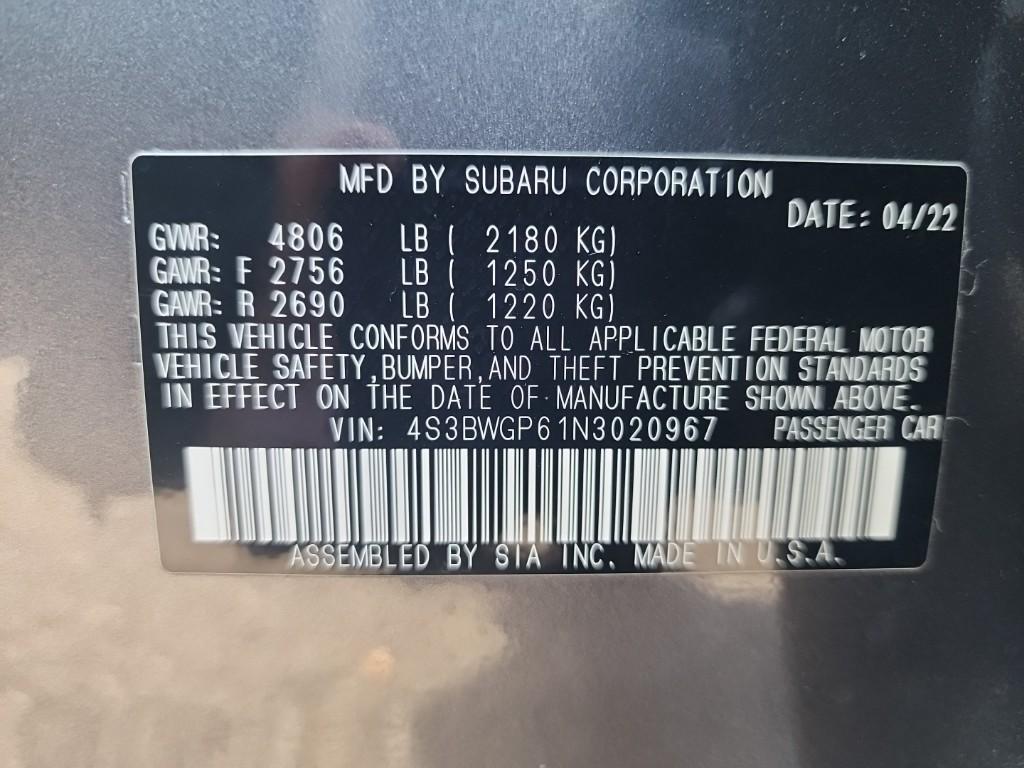 MFD BY SUBARU CORPORATION
DATE: 04/22
GVWR: 4806 LB ( 2180 KG)
GAWR: F 2756 LB ( 1250 KG)
GAWR: R 2690 LB ( 1220 KG)
THIS VEHICLE CONFORMS TO ALL APPLICABLE FEDERAL MOTOR
VEHICLE SAFETY,BUMPER,AND THEFT PREVENTION STANDARDS
IN EFFECT ON THE DATE OF MANUFACTURE SHOWN ABOVE.
VIN: 4S3BWGP61N3020967 PASSENGER CAR
ASSEMBLED BY SIA INC. MADE IN U.S.A.